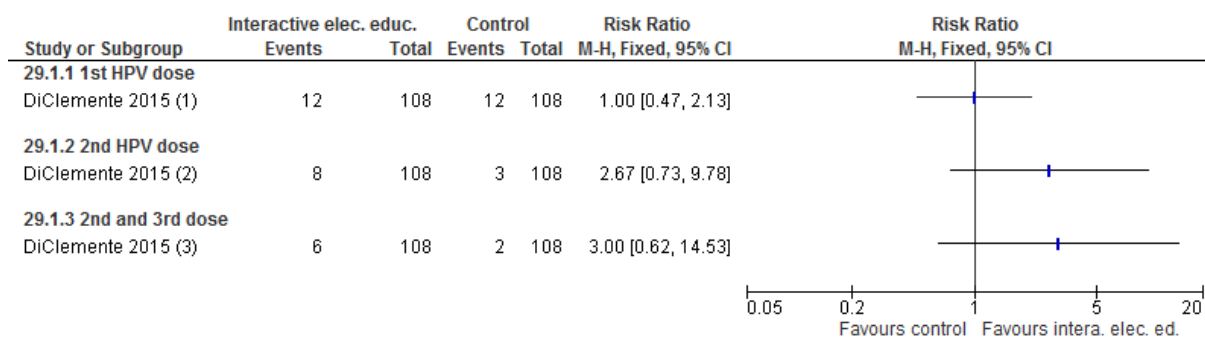 Interactive elec. educ. Control Risk Ratio Risk Ratio
Study or Subgroup Events Total Events Total M-H, Fixed, 95% CI M-H, Fixed, 95% CI
29.1.1 1st HPV dose
DiClemente 2015 (1) 12 108 12 108 1.00 [0.47, 2.13]
29.1.2 2nd HPV dose
DiClemente 2015 (2) 8 108 3 108 2.67 [0.73, 9.78]
29.1.3 2nd and 3rd dose
DiClemente 2015 (3) 6 108 2 108 3.00 [0.62, 14.53]
0.05 0.2 1 5 20
Favours control Favours intera. elec. ed.